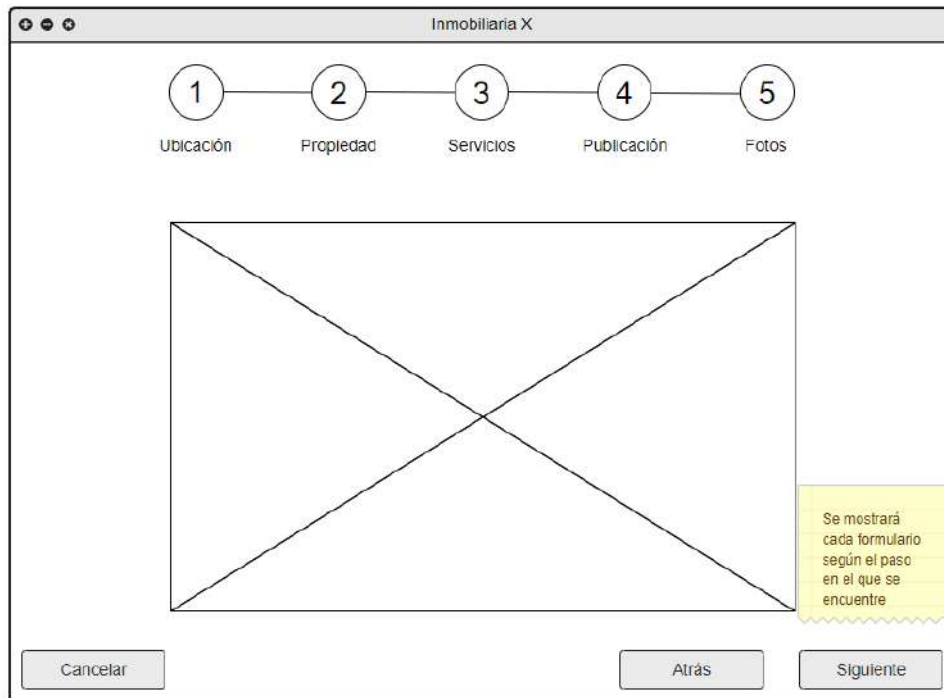 Inmobiliaria X
1 2 3 4 5
Ubicación Propiedad Servicios Publicación Fotos
Se mostrará
cada formulario
según el paso
en el que se
encuentre
Cancelar Atrás Siguiente